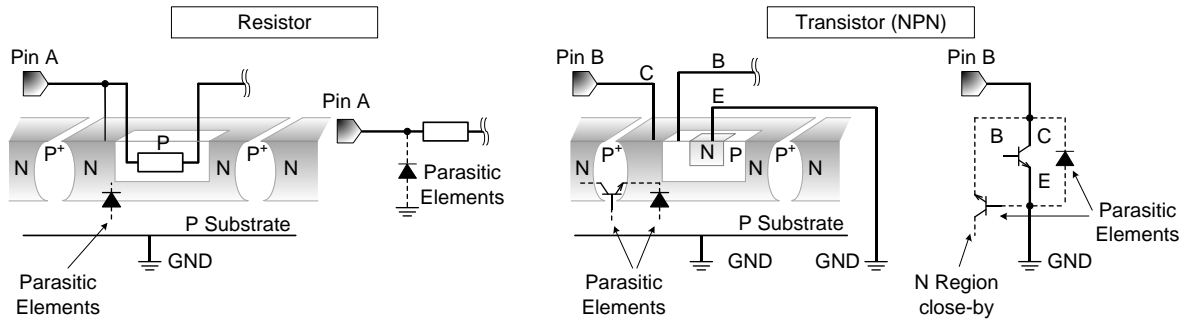 Resistor
Transistor (NPN)
Pin A
Pin B
C
B
E
Pin B
Pin A
N
P+
N
P
P+
N
N
P+
N
N
P
P+
N
B
C
E
Parasitic
Elements
P Substrate
GND
Parasitic
Elements
P Substrate
GND
GND
Parasitic
Elements
Parasitic
Elements
N Region
close-by
GND